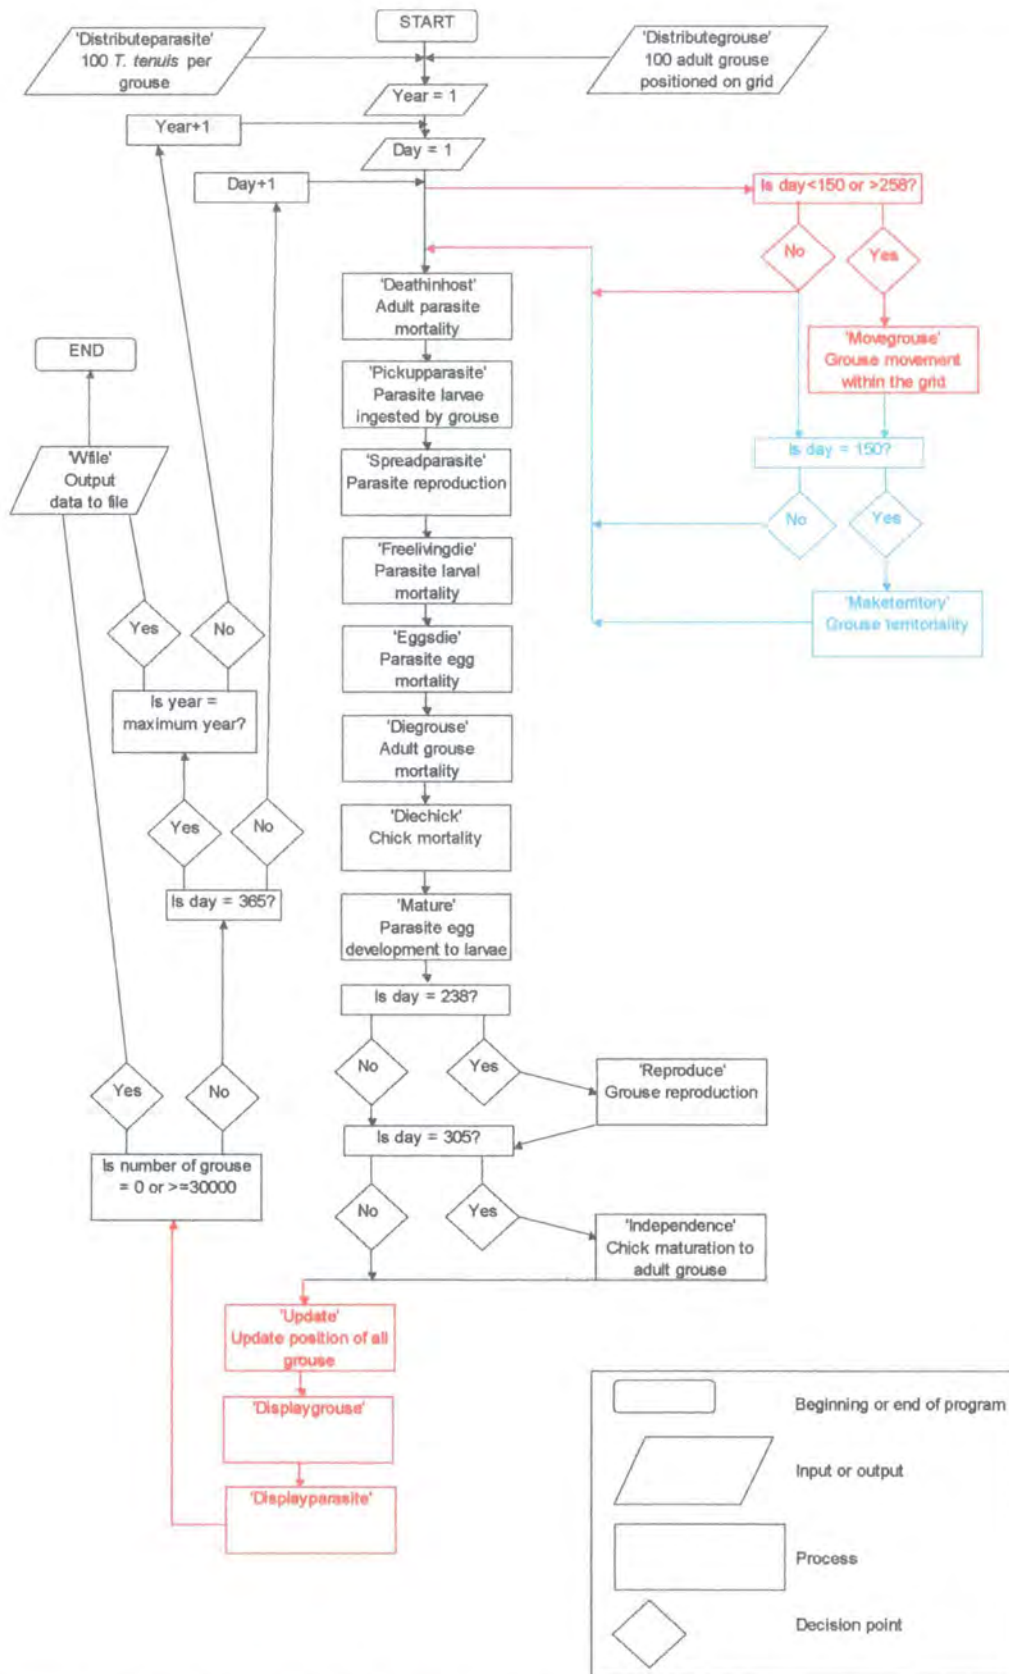 START
'Distributeparasite'
100 T. tenuis per
grouse
'Distributegrouse'
100 adult grouse
positioned on grid
Year = 1
Year+1
Day = 1
Day+1
Is day<150 or >258?
No
Yes
'Movegrouse'
Grouse movement
within the grid
Is day = 150?
No
Yes
'Maketerritory'
Grouse territoriality
'Deathinhost'
Adult parasite
mortality
'Pickupparasite'
Parasite larvae
ingested by grouse
'Spreadparasite'
Parasite reproduction
'Freelivingdie'
Parasite larval
mortality
'Eggsdie'
Parasite egg
mortality
'Diegrouse'
Adult grouse
mortality
'Diechick'
Chick mortality
'Mature'
Parasite egg
development to larvae
Is day = 238?
No
Yes
'Reproduce'
Grouse reproduction
Is day = 305?
No
Yes
'Independence'
Chick maturation to
adult grouse
'Update'
Update position of all
grouse
'Displaygrouse'
'Displayparasite'
Is number of grouse
= 0 or >=30000
Yes
No
Is day = 365?
Yes
No
Is year =
maximum year?
Yes
No
'Wfile'
Output
data to file
END
Beginning or end of program
Input or output
Process
Decision point